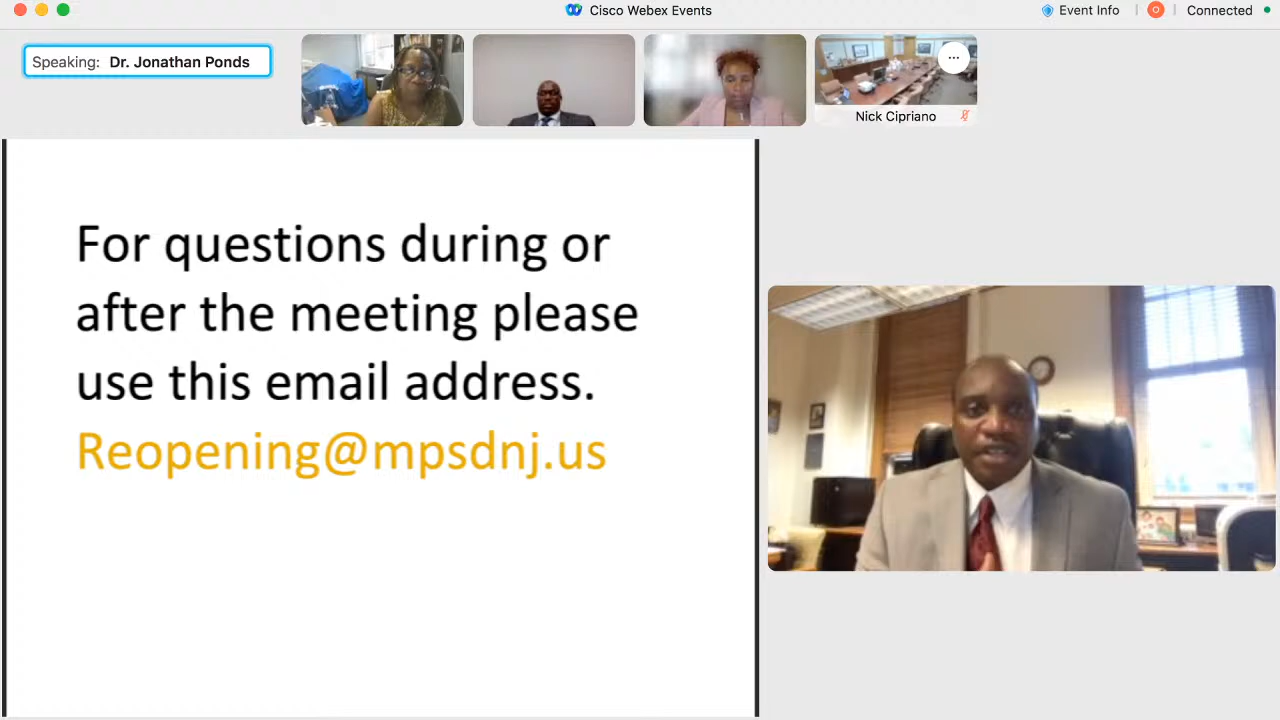 Cisco Webex Events
Event Info
Connected
Speaking: Dr. Jonathan Ponds
Nick Cipriano
For questions during or
after the meeting please
use this email address.
Reopening@mpsdnj.us